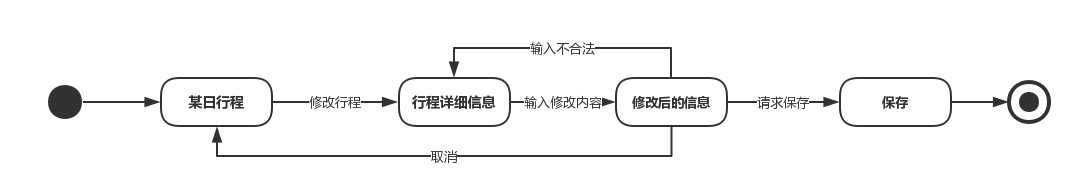 输入不合法
某日行程
修改行程
行程详细信息
输入修改内容
修改后的信息
请求保存
保存
取消